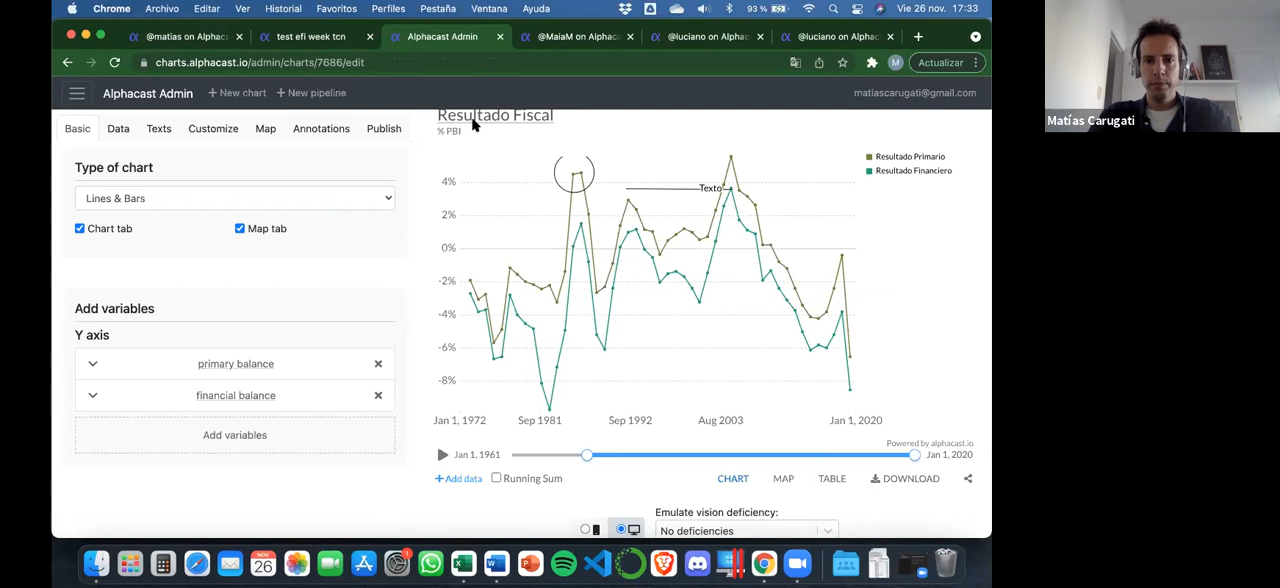 Chrome Archivo Editar Ver Historial Favoritos Perfiles Pestaña Ventana Ayuda 93 % Vie 26 nov. 17:33
@matias on Alphaca: test efi week tcn Alphacast Admin @MaiaM on Alphac @luciano on Alph @luciano on Alph
charts.alphacast.io/admin/charts/7686/edit M Actualizar
Alphacast Admin + New chart + New pipeline matiascarugati@gmail.com
Basic Data Texts Customize Map Annotations Publish
Type of chart
Lines & Bars
Chart tab Map tab
Add variables
Y axis
primary balance
financial balance
Add variables
Resultado Fiscal
% PBI
Resultado Primario
Resultado Financiero
Texto
4%
2%
0%
-2%
-4%
-6%
-8%
Jan 1, 1972 Sep 1981 Sep 1992 Aug 2003 Jan 1, 2020
Powered by alphacast.io
Jan 1, 1961 Jan 1, 2020
+ Add data Running Sum CHART MAP TABLE DOWNLOAD
Emulate vision deficiency:
No deficiencies
NOV
26
1
Matías Carugati